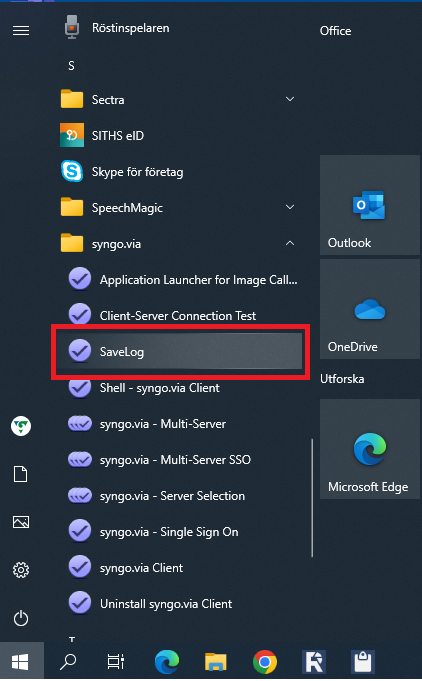 Röstinspelaren
Office
S
Sectra
SITHS eID
Skype för företag
SpeechMagic
syngo.via
Application Launcher for Image Call...
Client-Server Connection Test
SaveLog
Shell - syngo.via Client
syngo.via - Multi-Server
syngo.via - Multi-Server SSO
syngo.via - Server Selection
syngo.via - Single Sign On
syngo.via Client
Uninstall syngo.via Client
T
Outlook
OneDrive
Utforska
Microsoft Edge